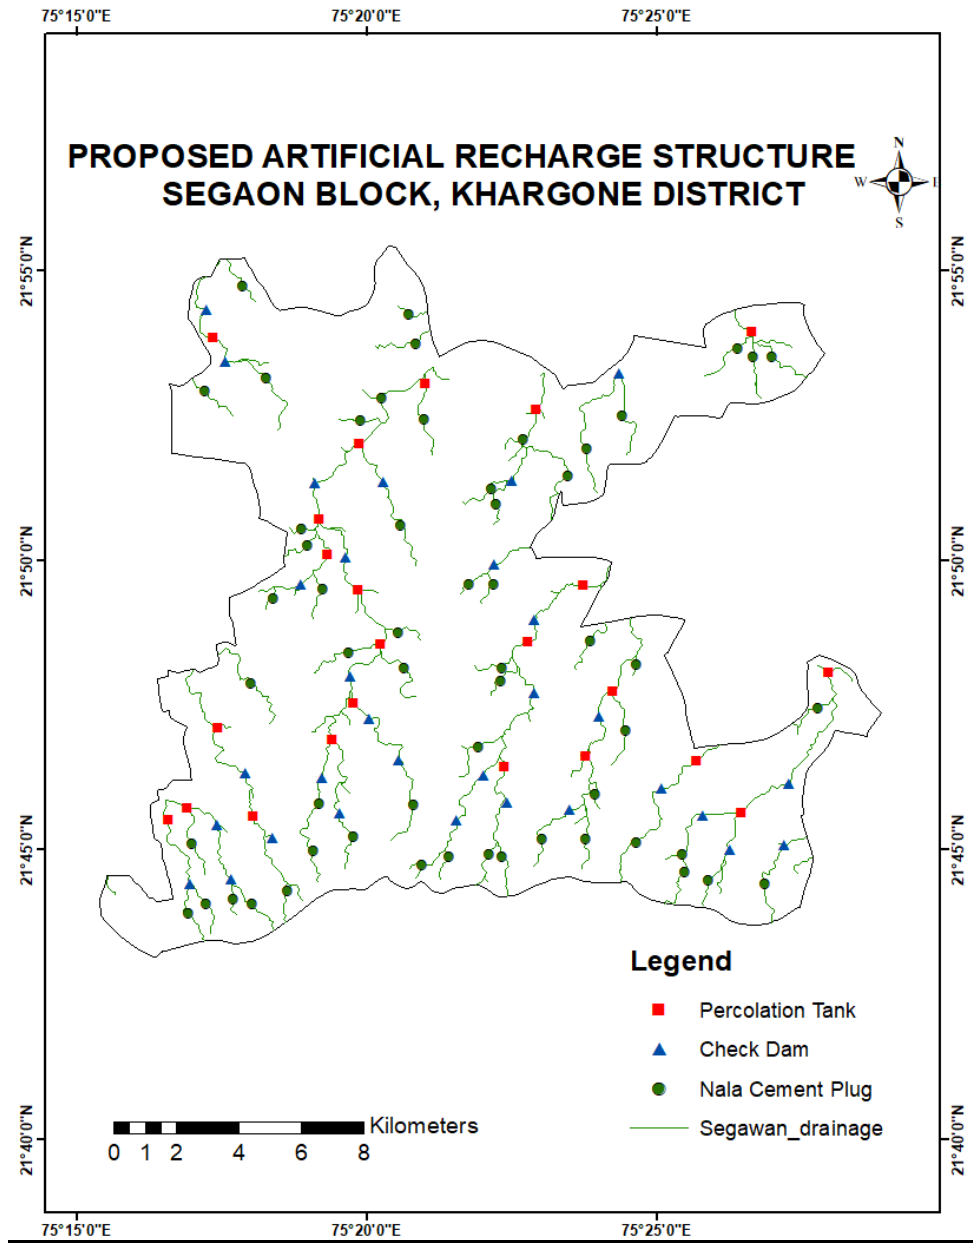 75°15'0"E 75°20'0"E 75°25'0"E
PROPOSED ARTIFICIAL RECHARGE STRUCTURE
SEGAON BLOCK, KHARGONE DISTRICT
N
W E
S
21°55'0"N 21°55'0"N
21°50'0"N 21°50'0"N
21°45'0"N 21°45'0"N
Legend
Percolation Tank
Check Dam
Nala Cement Plug
Segawan_drainage
Kilometers
0 1 2 4 6 8
21°40'0"N 21°40'0"N
75°15'0"E 75°20'0"E 75°25'0"E